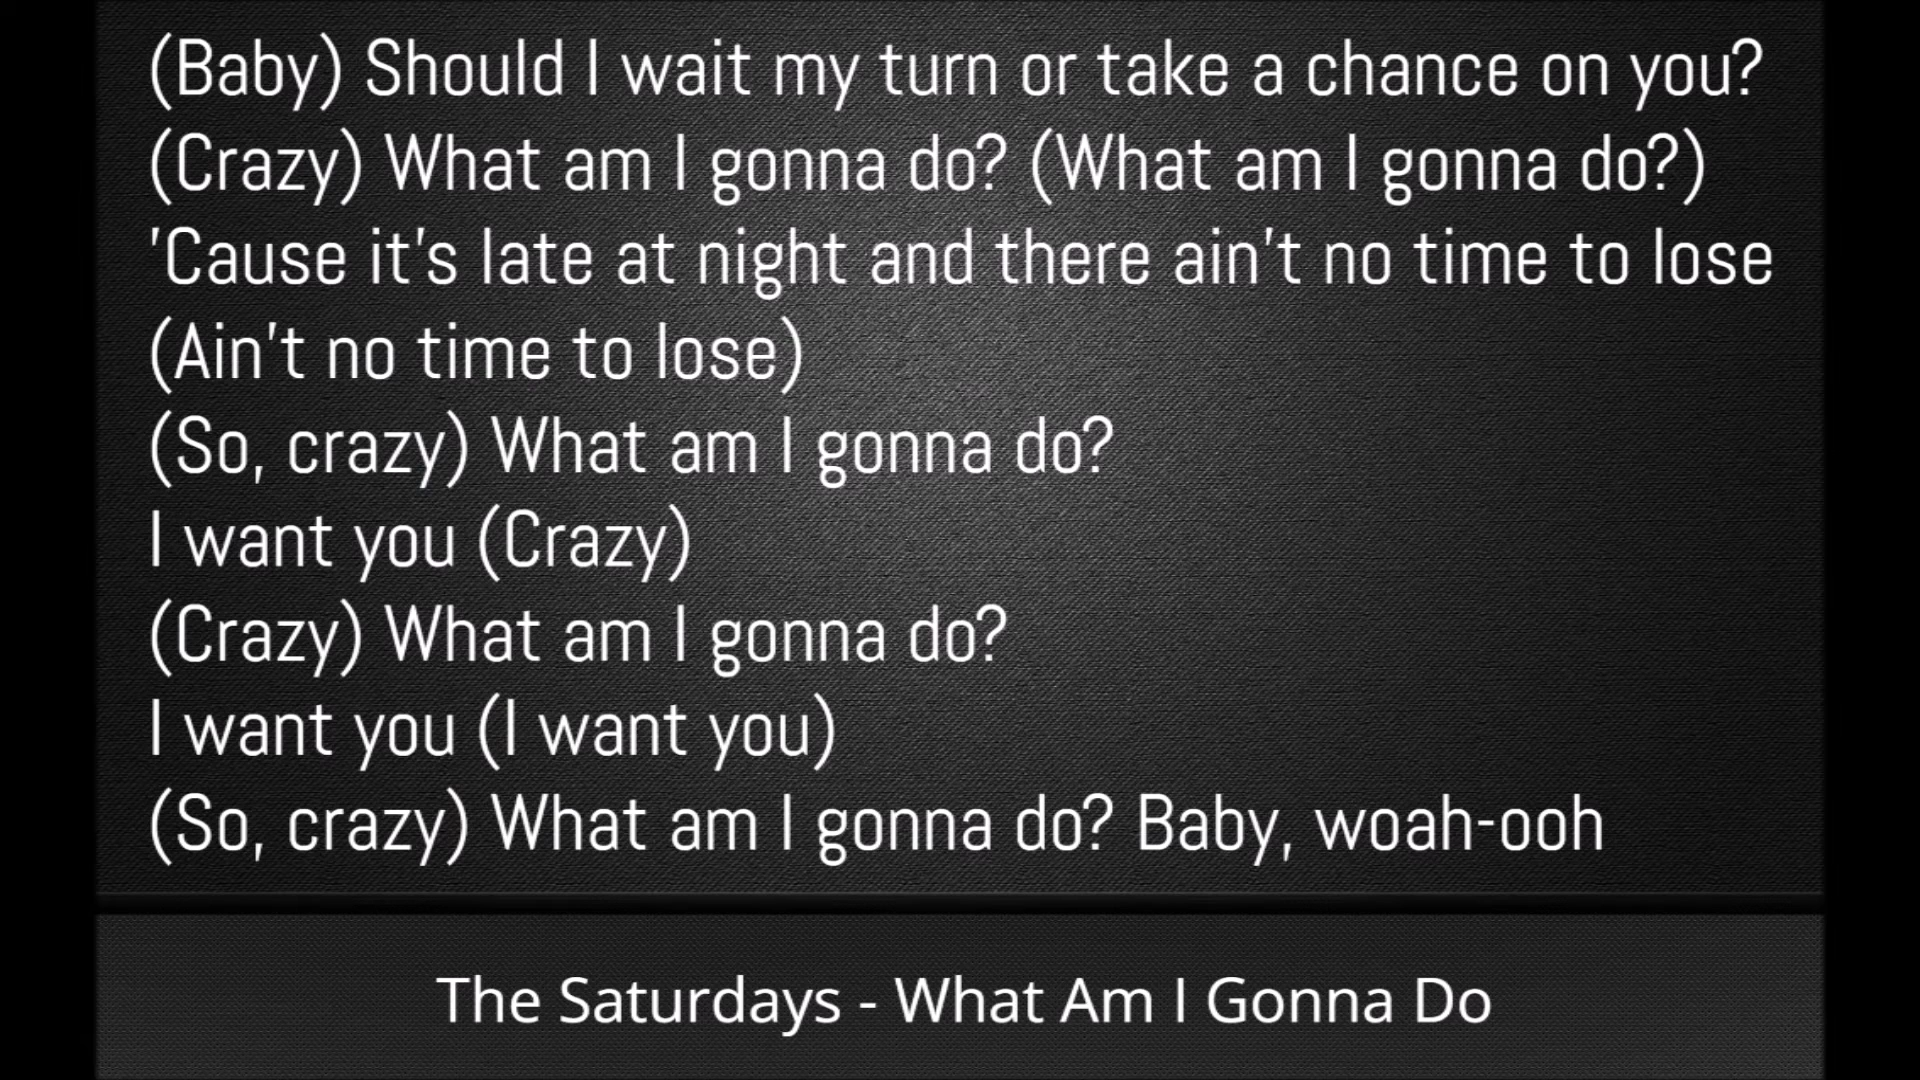 (Baby) Should I wait my turn or take a chance on you?
(Crazy) What am I gonna do? (What am I gonna do?)
'Cause it's late at night and there ain't no time to lose
(Ain't no time to lose)
(So, crazy) What am I gonna do?
I want you (Crazy)
(Crazy) What am I gonna do?
I want you (I want you)
(So, crazy) What am I gonna do? Baby, woah-ooh
The Saturdays - What Am I Gonna Do